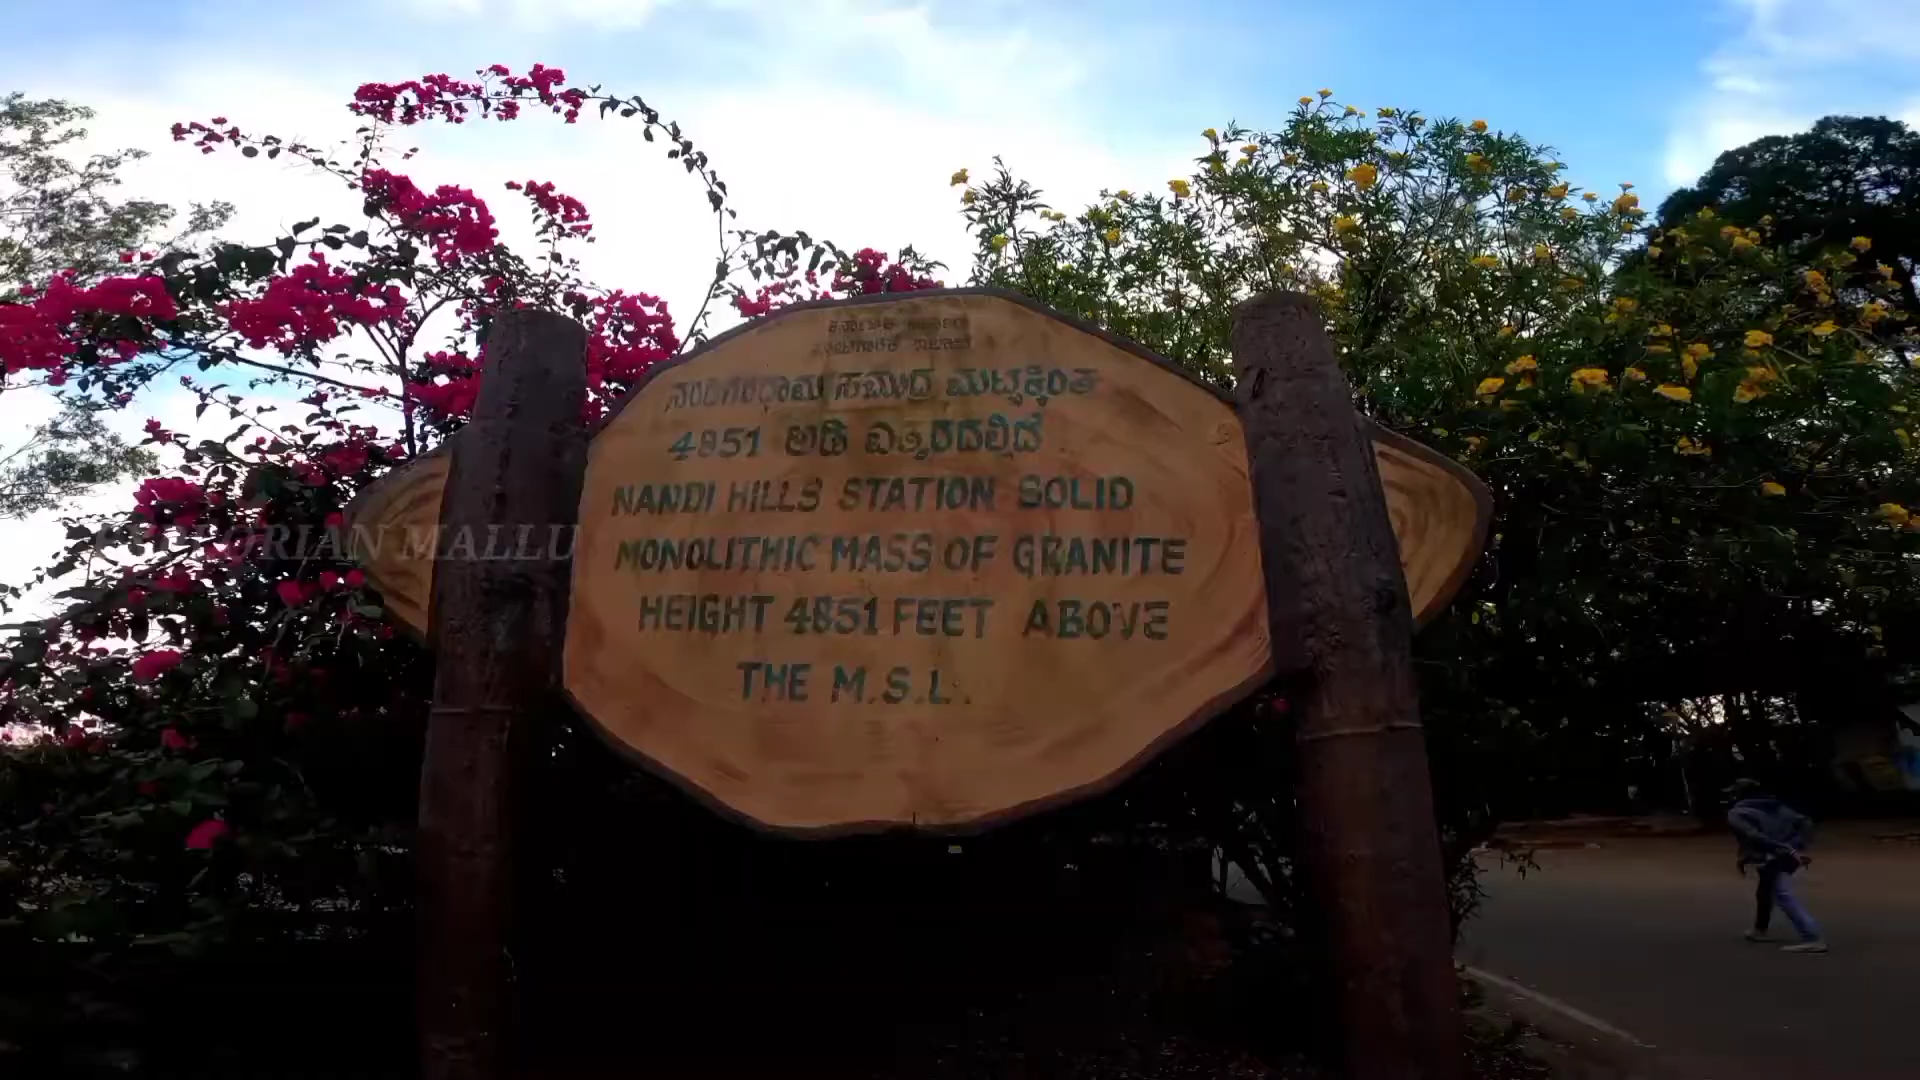 ನಂದಿಗಿರಿಧಾಮ ಸಮುದ್ರ ಮಟ್ಟಕ್ಕಿಂತ
4851 ಅಡಿ ಎತ್ತರದಲ್ಲಿದೆ
NANDI HILLS STATION SOLID
MONOLITHIC MASS OF GRANITE
HEIGHT 4851 FEET ABOVE
THE M.S.L.
MALLU